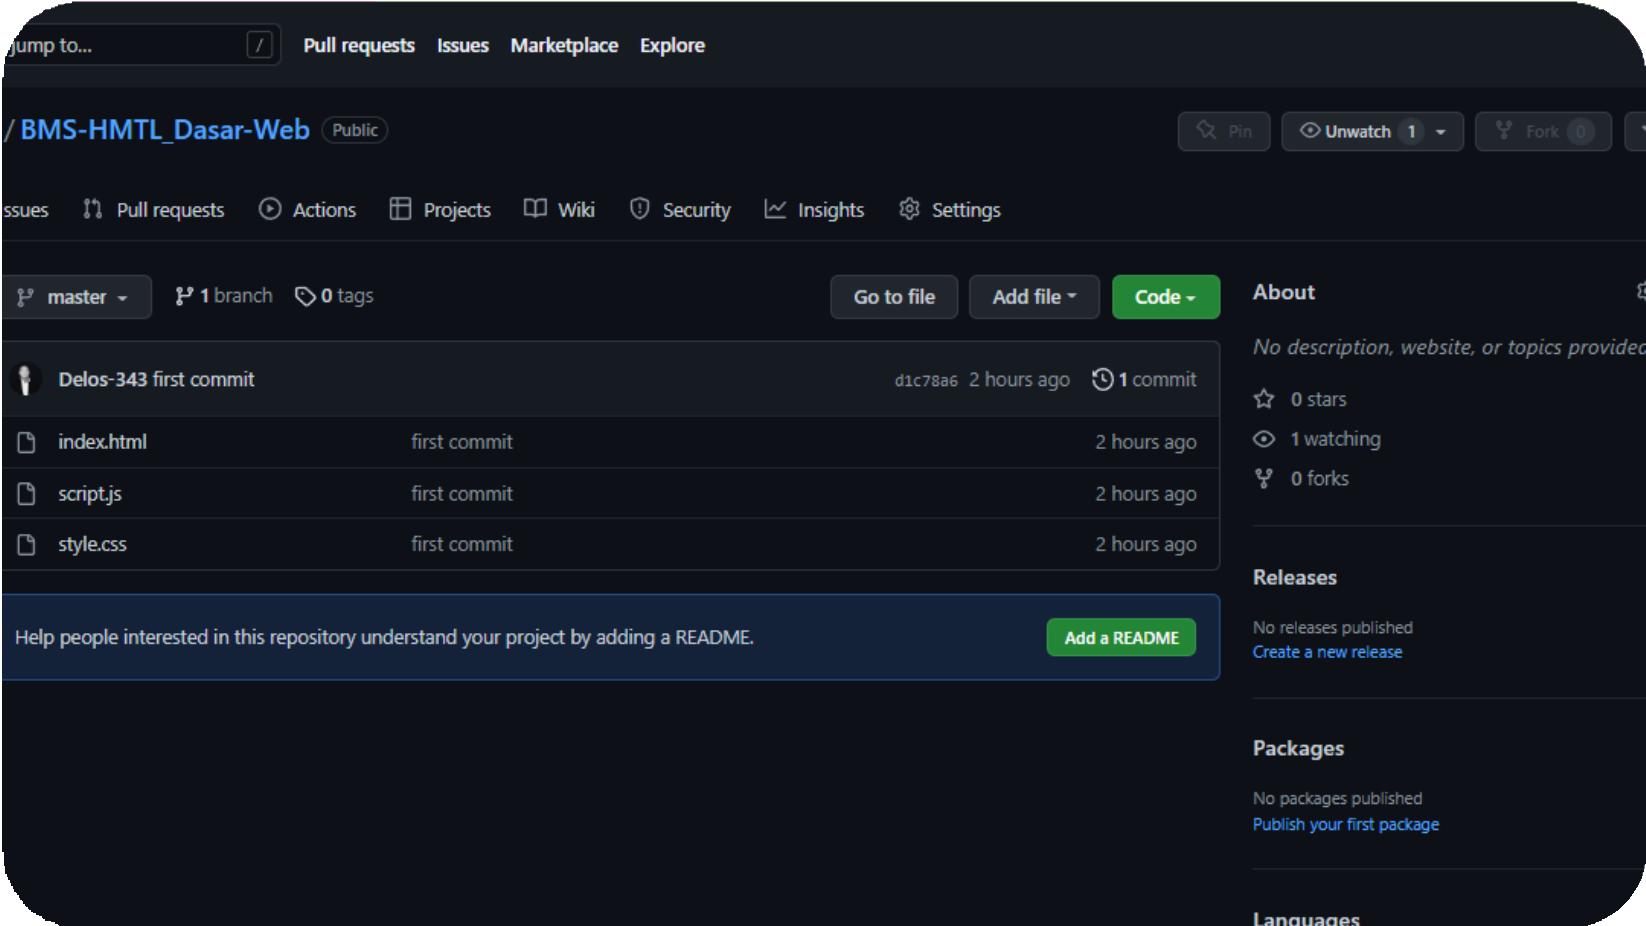 jump to... / Pull requests Issues Marketplace Explore
/ BMS-HMTL_Dasar-Web Public Pin Unwatch 1 Fork 0
ssues Pull requests Actions Projects Wiki Security Insights Settings
master 1 branch 0 tags Go to file Add file Code
Delos-343 first commit d1c78a6 2 hours ago 1 commit
index.html first commit 2 hours ago
script.js first commit 2 hours ago
style.css first commit 2 hours ago
Help people interested in this repository understand your project by adding a README. Add a README
About
No description, website, or topics provided
0 stars
1 watching
0 forks
Releases
No releases published
Create a new release
Packages
No packages published
Publish your first package
Languages